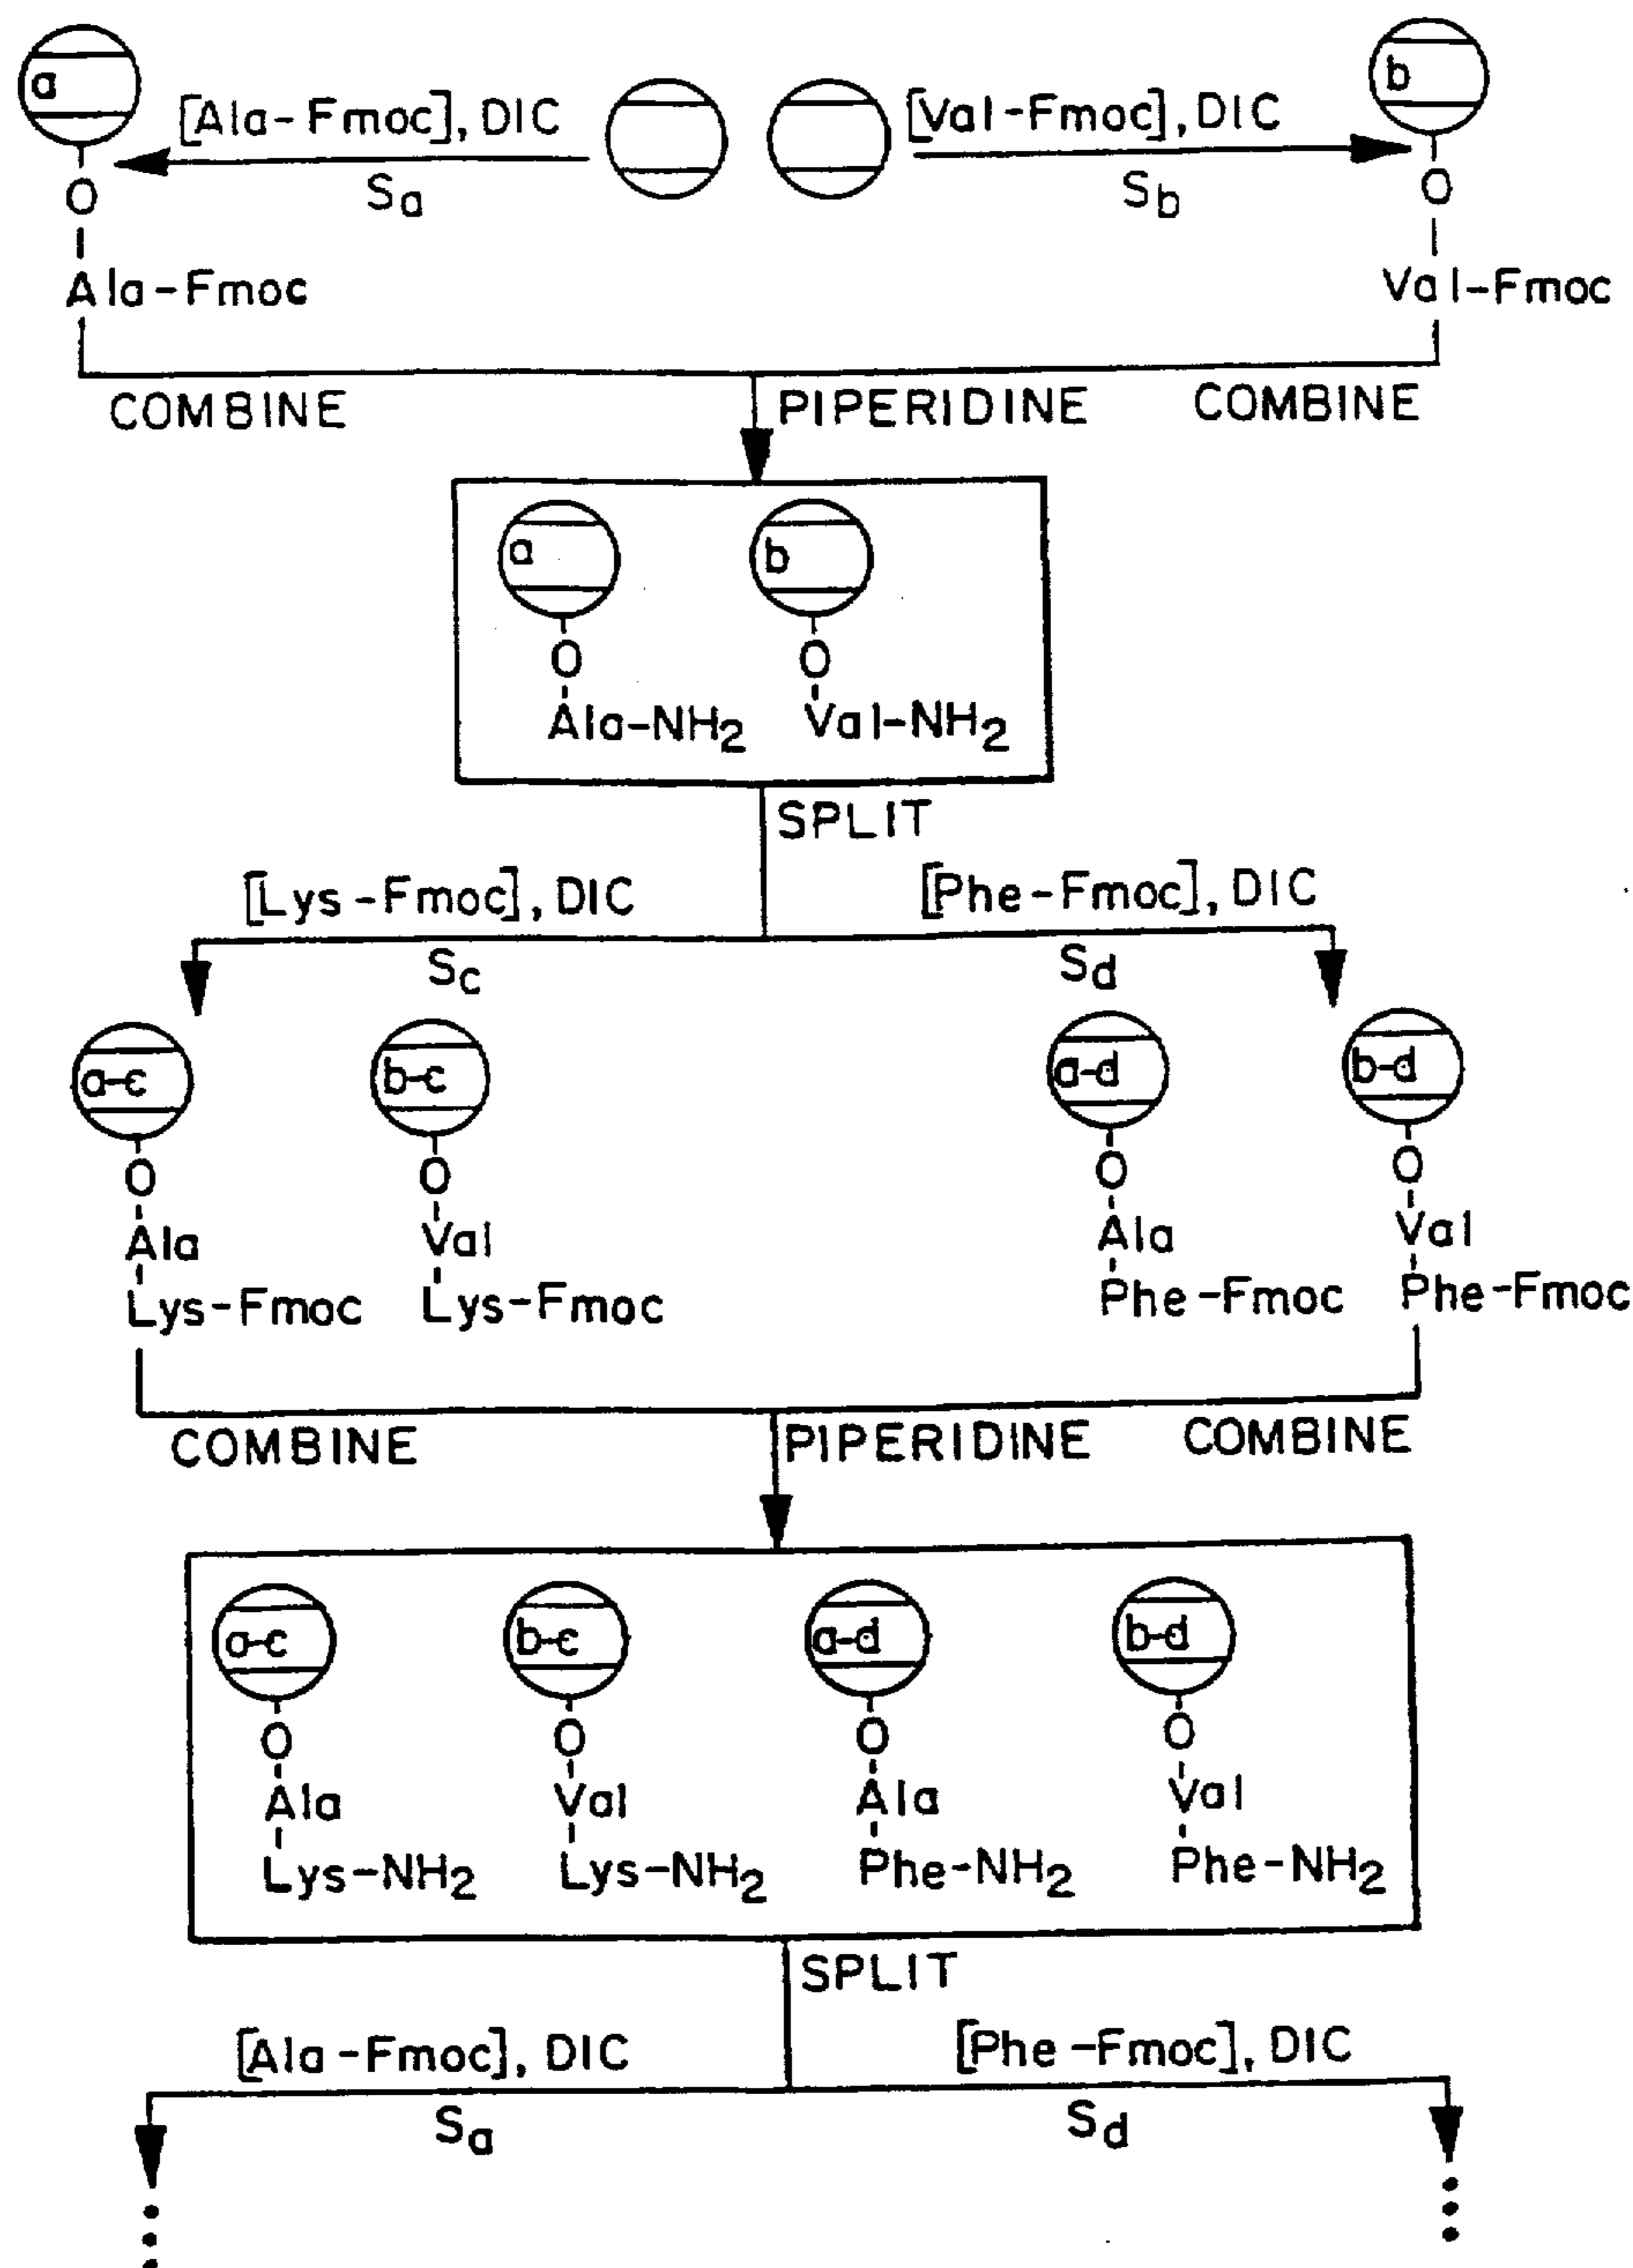 a b
[Ala-Fmoc], DIC [Val-Fmoc], DIC
Sa Sb
O O
Ala-Fmoc Val-Fmoc
COMBINE PIPERIDINE COMBINE
a b
O O
Ala-NH2 Val-NH2
SPLIT
[Lys-Fmoc], DIC [Phe-Fmoc], DIC
Sc Sd
a-c b-c a-d b-d
O O O O
Ala Val Ala Val
Lys-Fmoc Lys-Fmoc Phe-Fmoc Phe-Fmoc
COMBINE PIPERIDINE COMBINE
a-c b-c a-d b-d
O O O O
Ala Val Ala Val
Lys-NH2 Lys-NH2 Phe-NH2 Phe-NH2
SPLIT
[Ala-Fmoc], DIC [Phe-Fmoc], DIC
Sa Sd